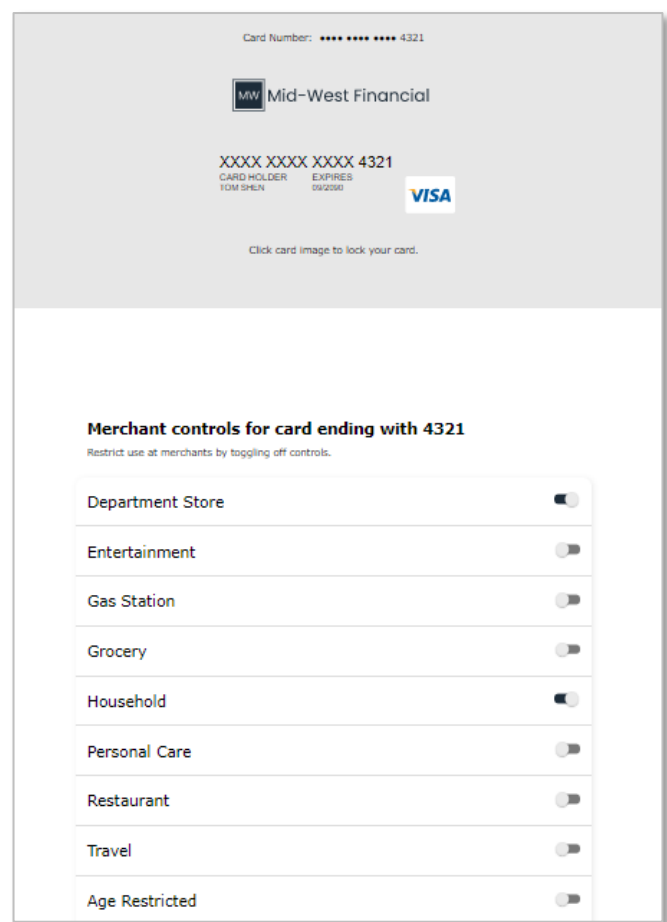 Card Number: •••• •••• •••• 4321
MW Mid-West Financial
XXXX XXXX XXXX 4321
CARD HOLDER EXPIRES
TOM SHEN 09/2090
VISA
Click card image to lock your card.
Merchant controls for card ending with 4321
Restrict use at merchants by toggling off controls.
Department Store
Entertainment
Gas Station
Grocery
Household
Personal Care
Restaurant
Travel
Age Restricted